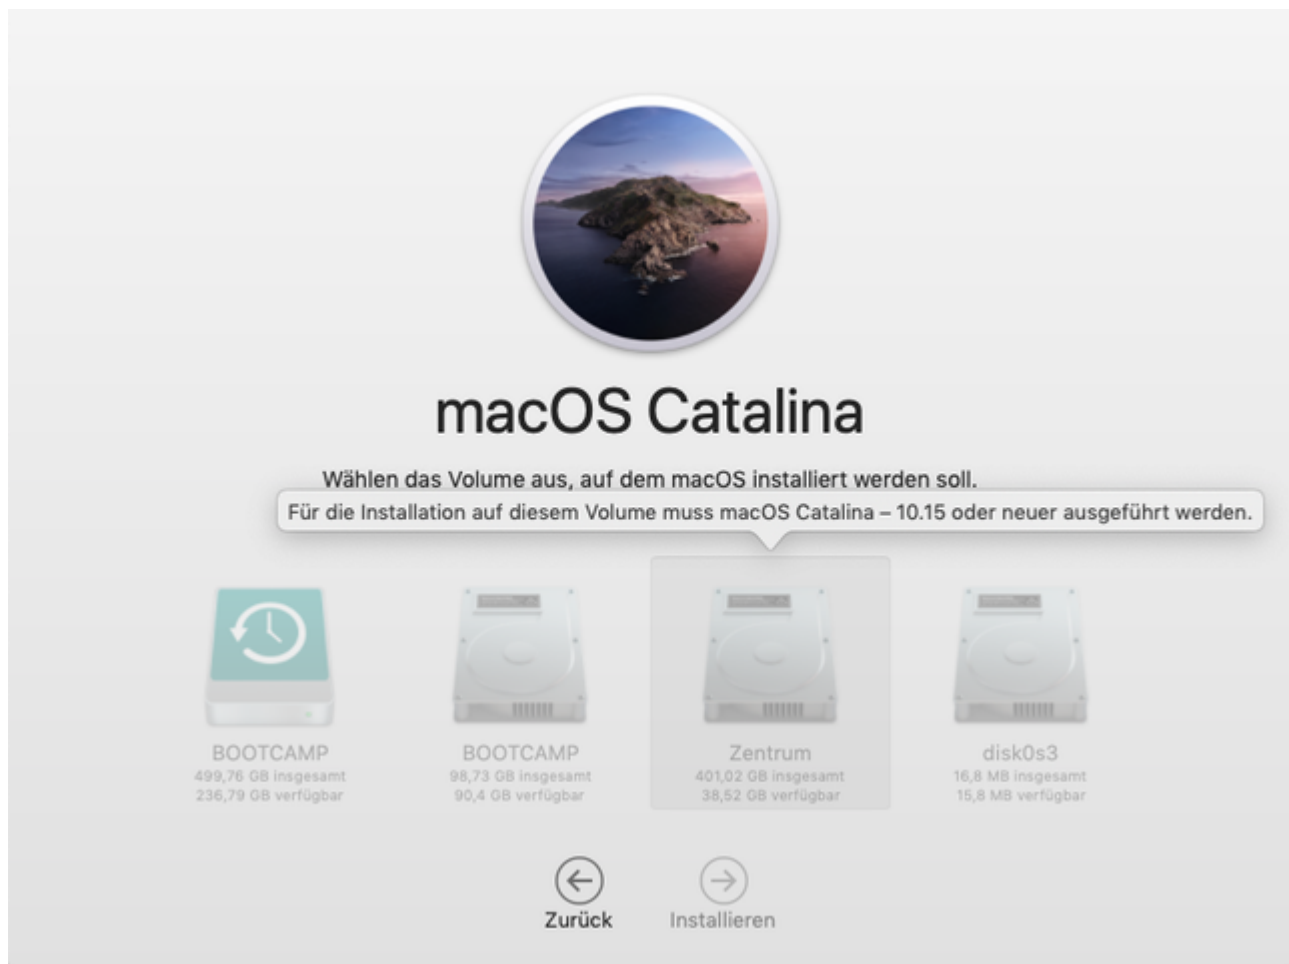 macOS Catalina
Wählen das Volume aus, auf dem macOS installiert werden soll.
Für die Installation auf diesem Volume muss macOS Catalina – 10.15 oder neuer ausgeführt werden.
BOOTCAMP
499,76 GB insgesamt
236,79 GB verfügbar
BOOTCAMP
98,73 GB insgesamt
90,4 GB verfügbar
Zentrum
401,02 GB insgesamt
38,52 GB verfügbar
disk0s3
16,8 MB insgesamt
15,8 MB verfügbar
Zurück
Installieren